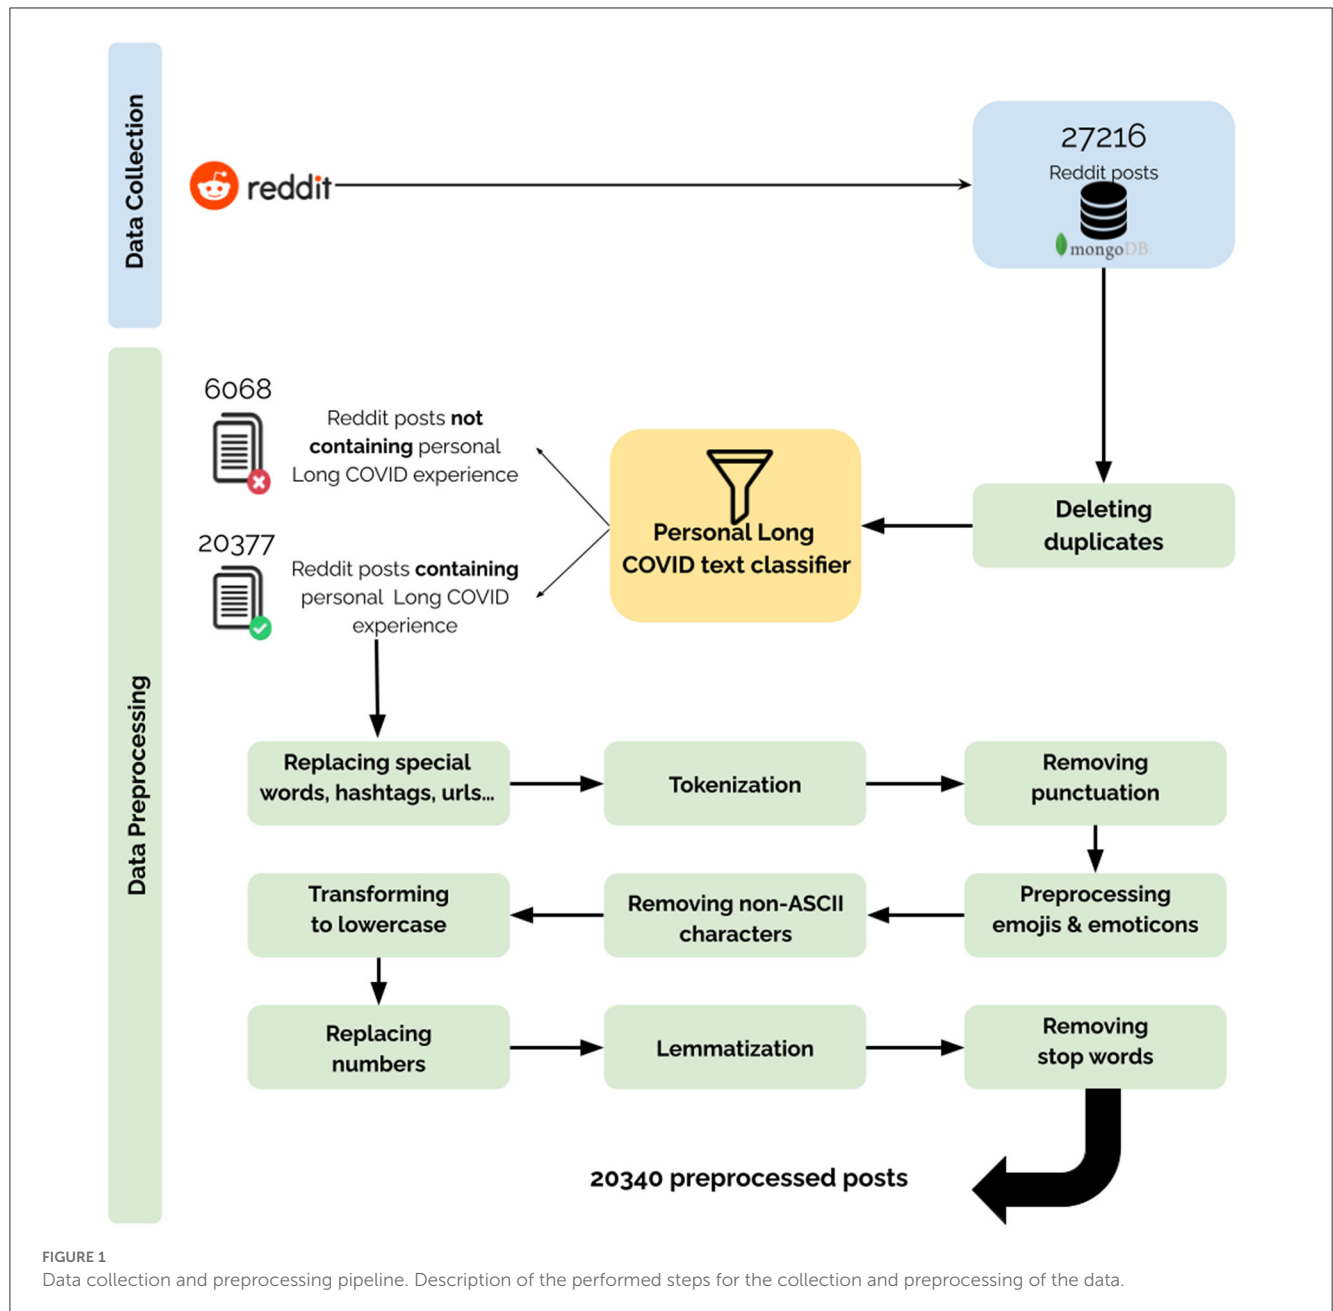 Data Collection
reddit
27216
Reddit posts
mongoDB.
Data Preprocessing
6068
Reddit posts not
containing personal
Long COVID experience
20377
Reddit posts containing
personal Long COVID
experience
Personal Long
COVID text classifier
Deleting
duplicates
Replacing special
words, hashtags, urls...
Tokenization
Removing
punctuation
Transforming
to lowercase
Removing non-ASCII
characters
Preprocessing
emojis & emoticons
Replacing
numbers
Lemmatization
Removing
stop words
20340 preprocessed posts
FIGURE 1
Data collection and preprocessing pipeline. Description of the performed steps for the collection and preprocessing of the data.